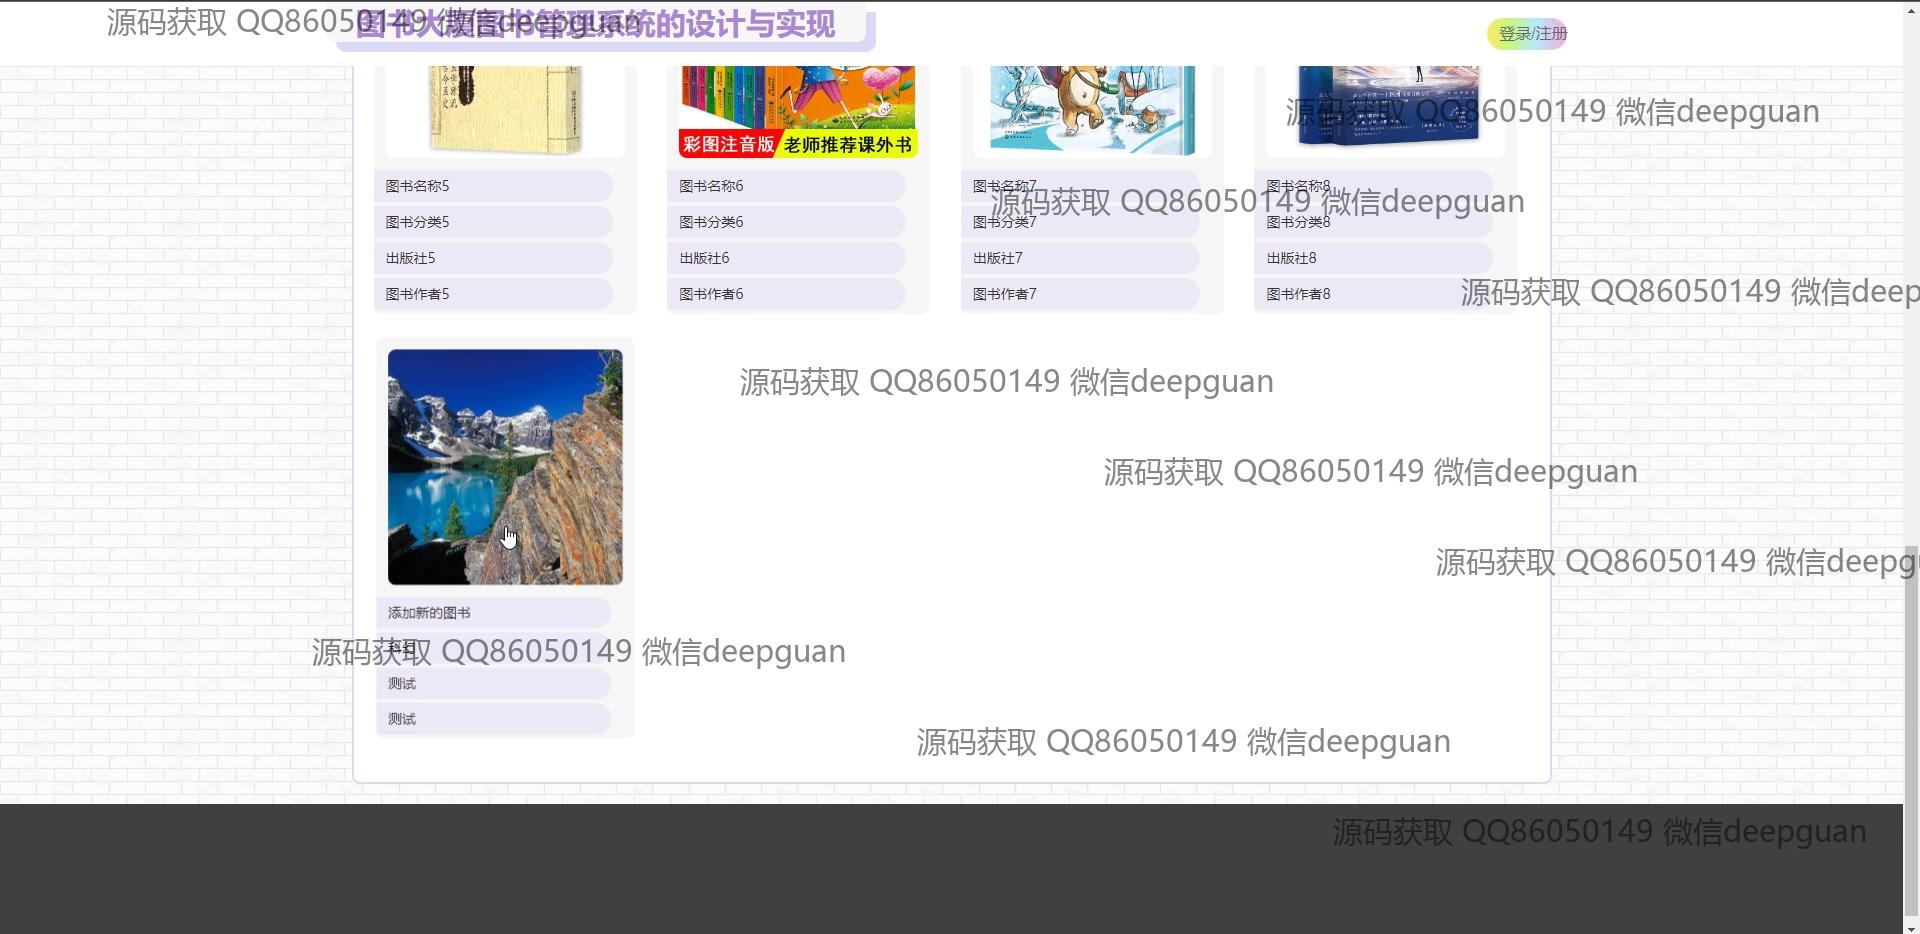 源码获取 QQ86050149 微信deepguan
图书大厦图书管理系统的设计与实现
登录/注册
源码获取 QQ86050149 微信deepguan
彩图注音版 老师推荐课外书
图书名称5
图书名称6
图书名称7
图书名称8
源码获取 QQ86050149 微信deepguan
图书分类5
图书分类6
图书分类7
图书分类8
出版社5
出版社6
出版社7
出版社8
图书作者5
图书作者6
图书作者7
图书作者8
源码获取 QQ86050149 微信deep
源码获取 QQ86050149 微信deepguan
源码获取 QQ86050149 微信deepguan
源码获取 QQ86050149 微信deepgu
添加新的图书
科幻
源码获取 QQ86050149 微信deepguan
测试
测试
源码获取 QQ86050149 微信deepguan
源码获取 QQ86050149 微信deepguan